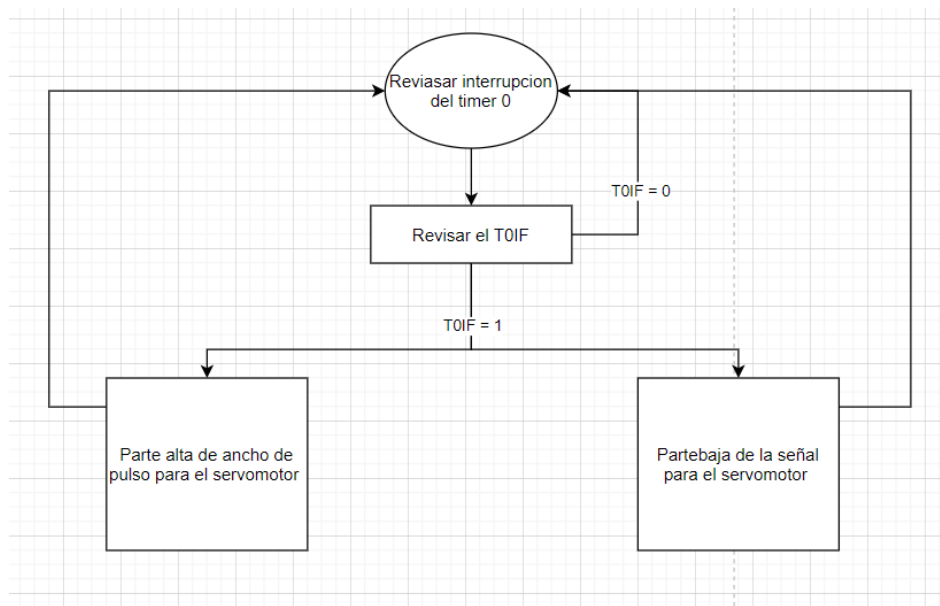 Reviasar interrupcion
del timer 0
T0IF = 0
Revisar el T0IF
T0IF = 1
Parte alta de ancho de
pulso para el servomotor
Partebaja de la señal
para el servomotor